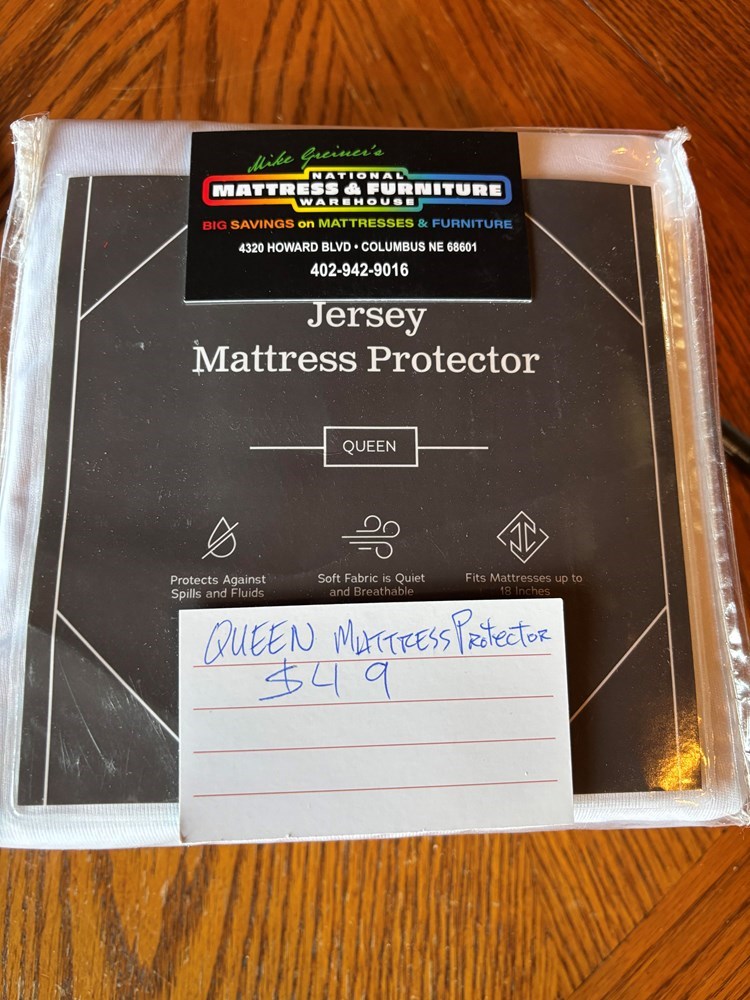 Mike Greiner's
NATIONAL
MATTRESS & FURNITURE
WAREHOUSE
BIG SAVINGS on MATTRESSES & FURNITURE
4320 HOWARD BLVD • COLUMBUS NE 68601
402-942-9016
Jersey
Mattress Protector
QUEEN
Protects Against
Spills and Fluids
Soft Fabric is Quiet
and Breathable
Fits Mattresses up to
18 Inches
QUEEN MATTRESS PROTECTOR
$49